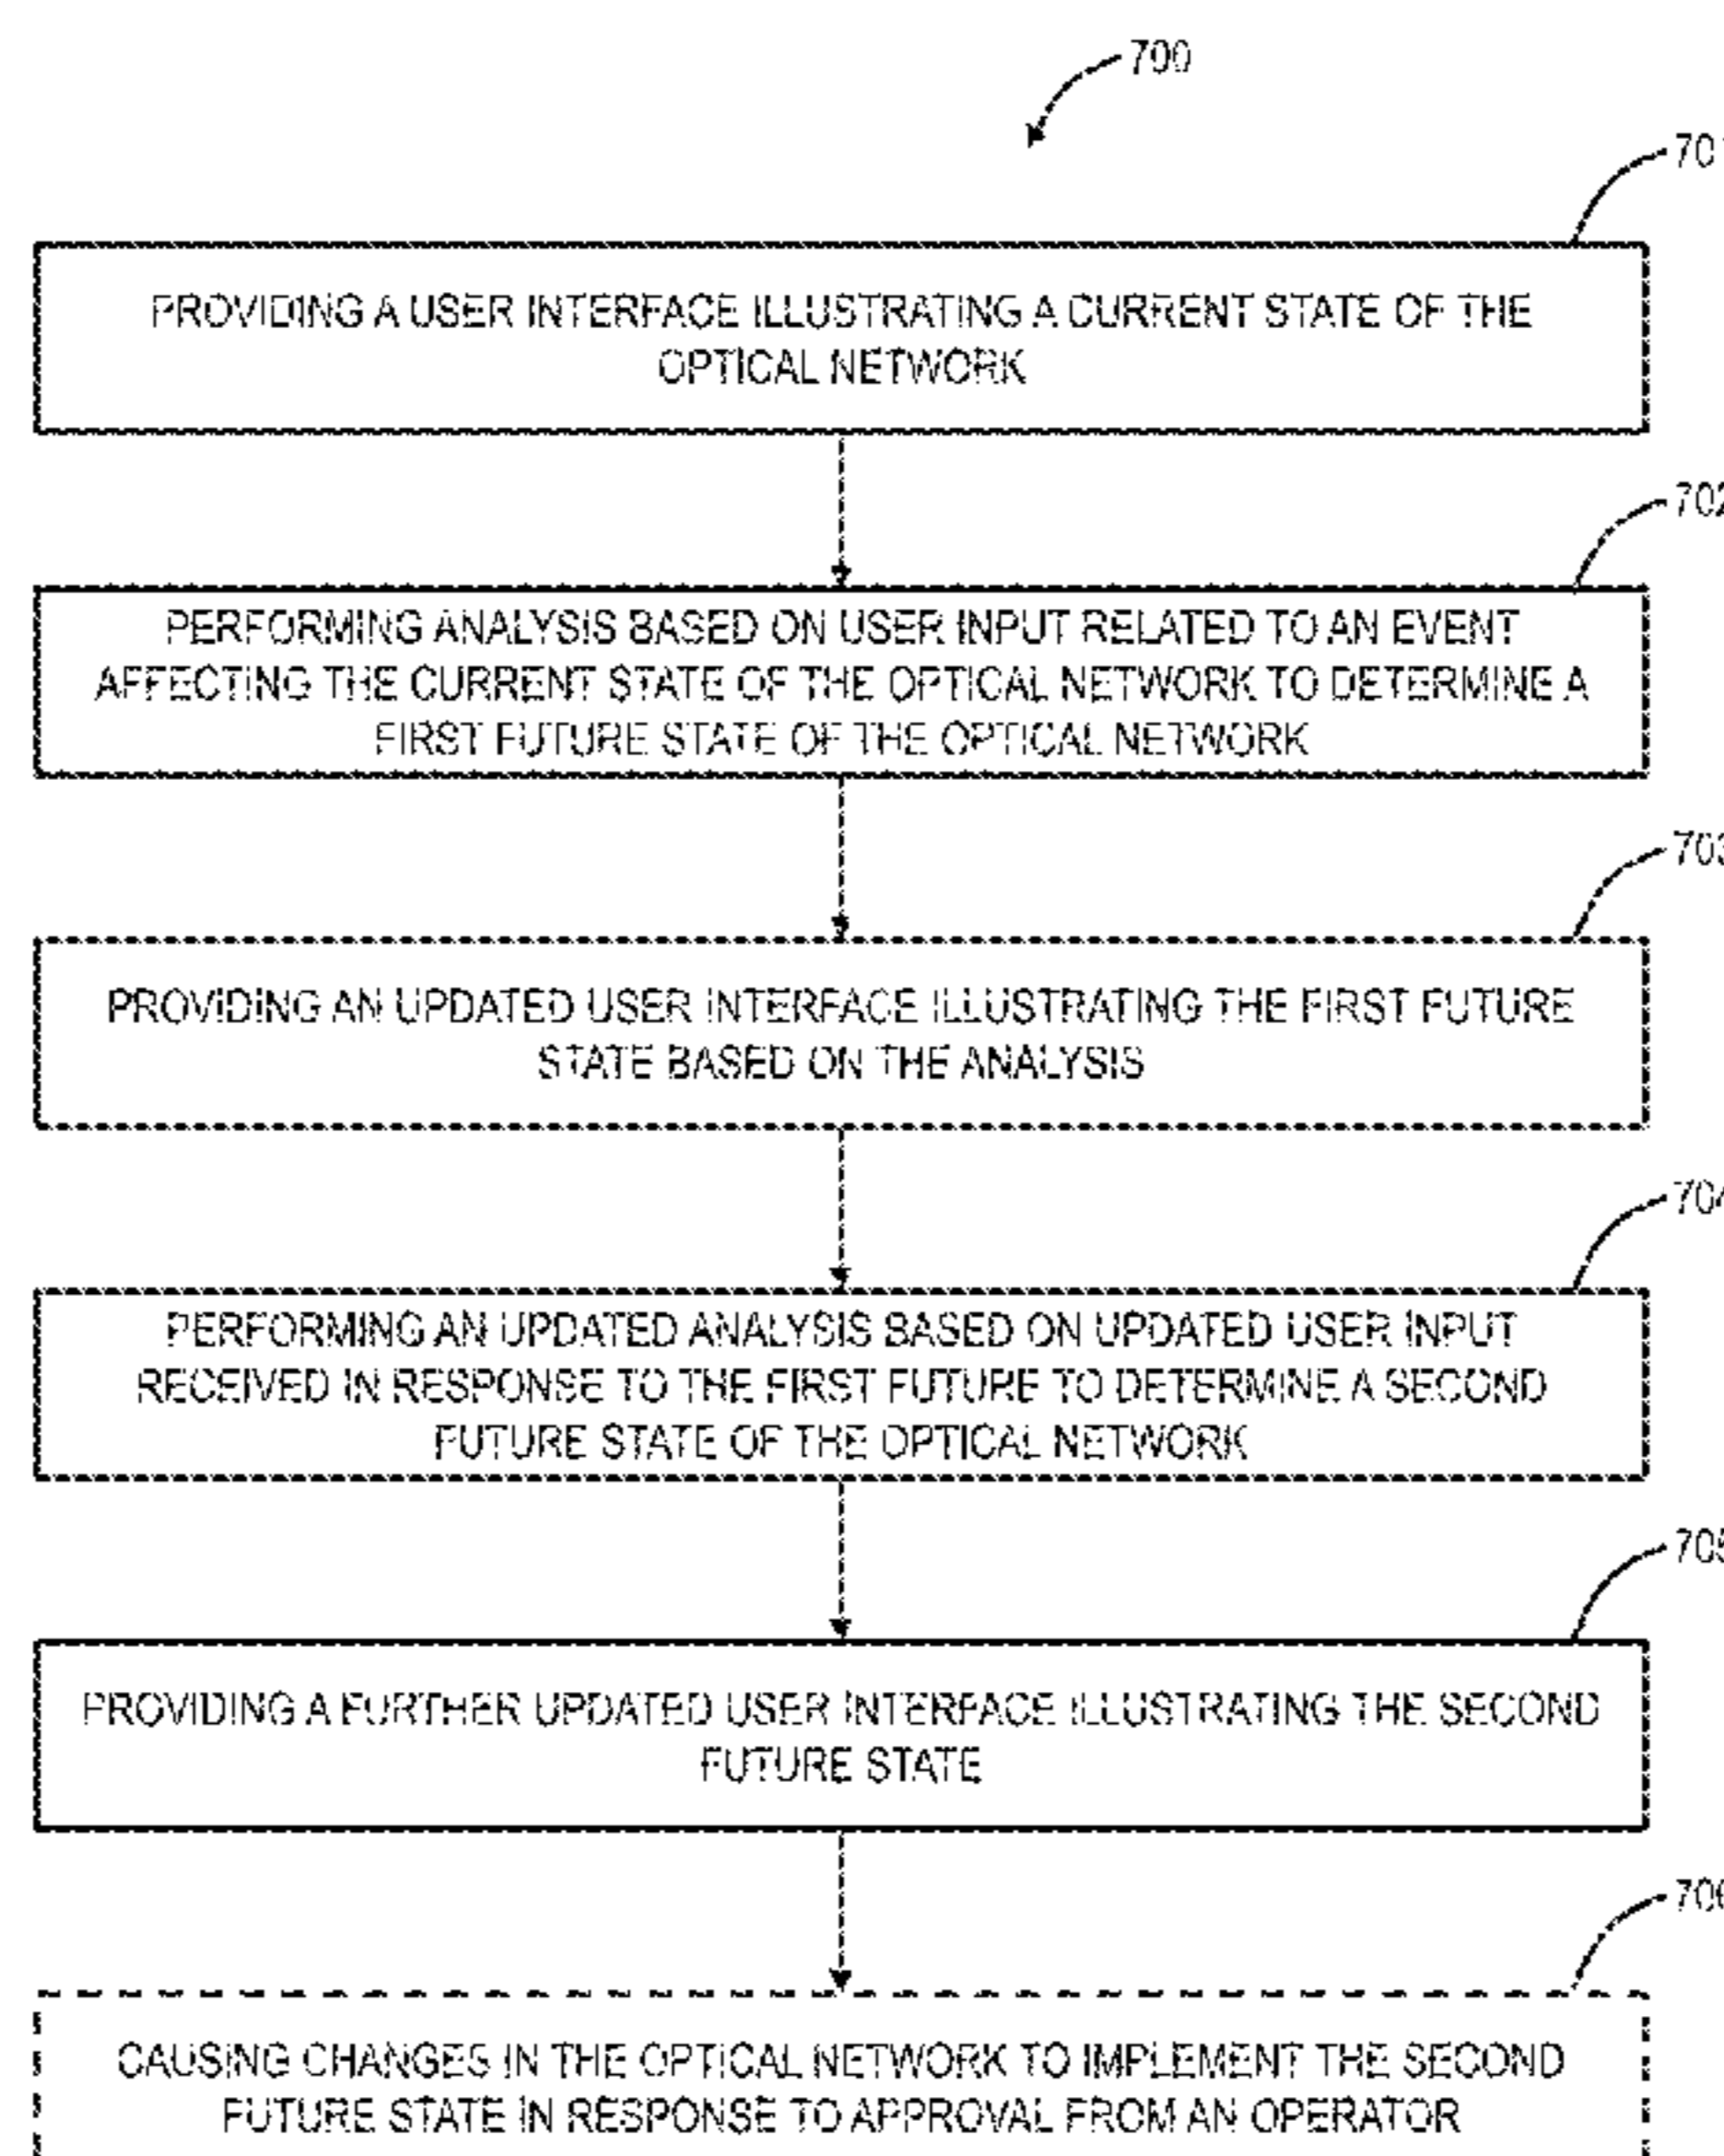 700
701
PROVIDING A USER INTERFACE ILLUSTRATING A CURRENT STATE OF THE
OPTICAL NETWORK
702
PERFORMING ANALYSIS BASED ON USER INPUT RELATED TO AN EVENT
AFFECTING THE CURRENT STATE OF THE OPTICAL NETWORK TO DETERMINE A
FIRST FUTURE STATE OF THE OPTICAL NETWORK
703
PROVIDING AN UPDATED USER INTERFACE ILLUSTRATING THE FIRST FUTURE
STATE BASED ON THE ANALYSIS
704
PERFORMING AN UPDATED ANALYSIS BASED ON UPDATED USER INPUT
RECEIVED IN RESPONSE TO THE FIRST FUTURE TO DETERMINE A SECOND
FUTURE STATE OF THE OPTICAL NETWORK
705
PROVIDING A FURTHER UPDATED USER INTERFACE ILLUSTRATING THE SECOND
FUTURE STATE
706
CAUSING CHANGES IN THE OPTICAL NETWORK TO IMPLEMENT THE SECOND
FUTURE STATE IN RESPONSE TO APPROVAL FROM AN OPERATOR